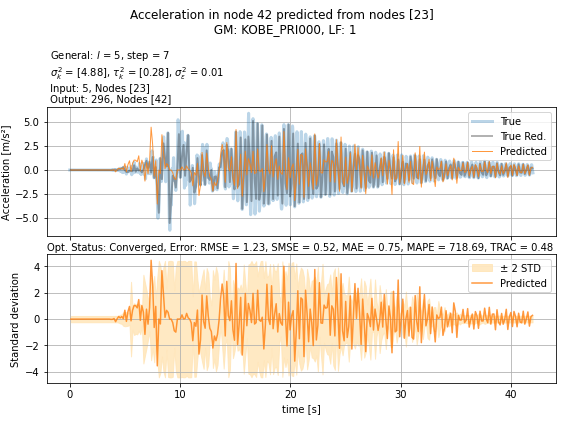 Acceleration in node 42 predicted from nodes [23]
GM: KOBE_PRI000, LF: 1
General: l = 5, step = 7
σ²ₖ = [4.88], τ²ₖ = [0.28], σ²ε = 0.01
Input: 5, Nodes [23]
Output: 296, Nodes [42]
Acceleration [m/s²]
5.0
2.5
0.0
−2.5
−5.0
True
True Red.
Predicted
Opt. Status: Converged, Error: RMSE = 1.23, SMSE = 0.52, MAE = 0.75, MAPE = 718.69, TRAC = 0.48
Standard deviation
4
2
0
−2
−4
± 2 STD
Predicted
0 10 20 30 40
time [s]